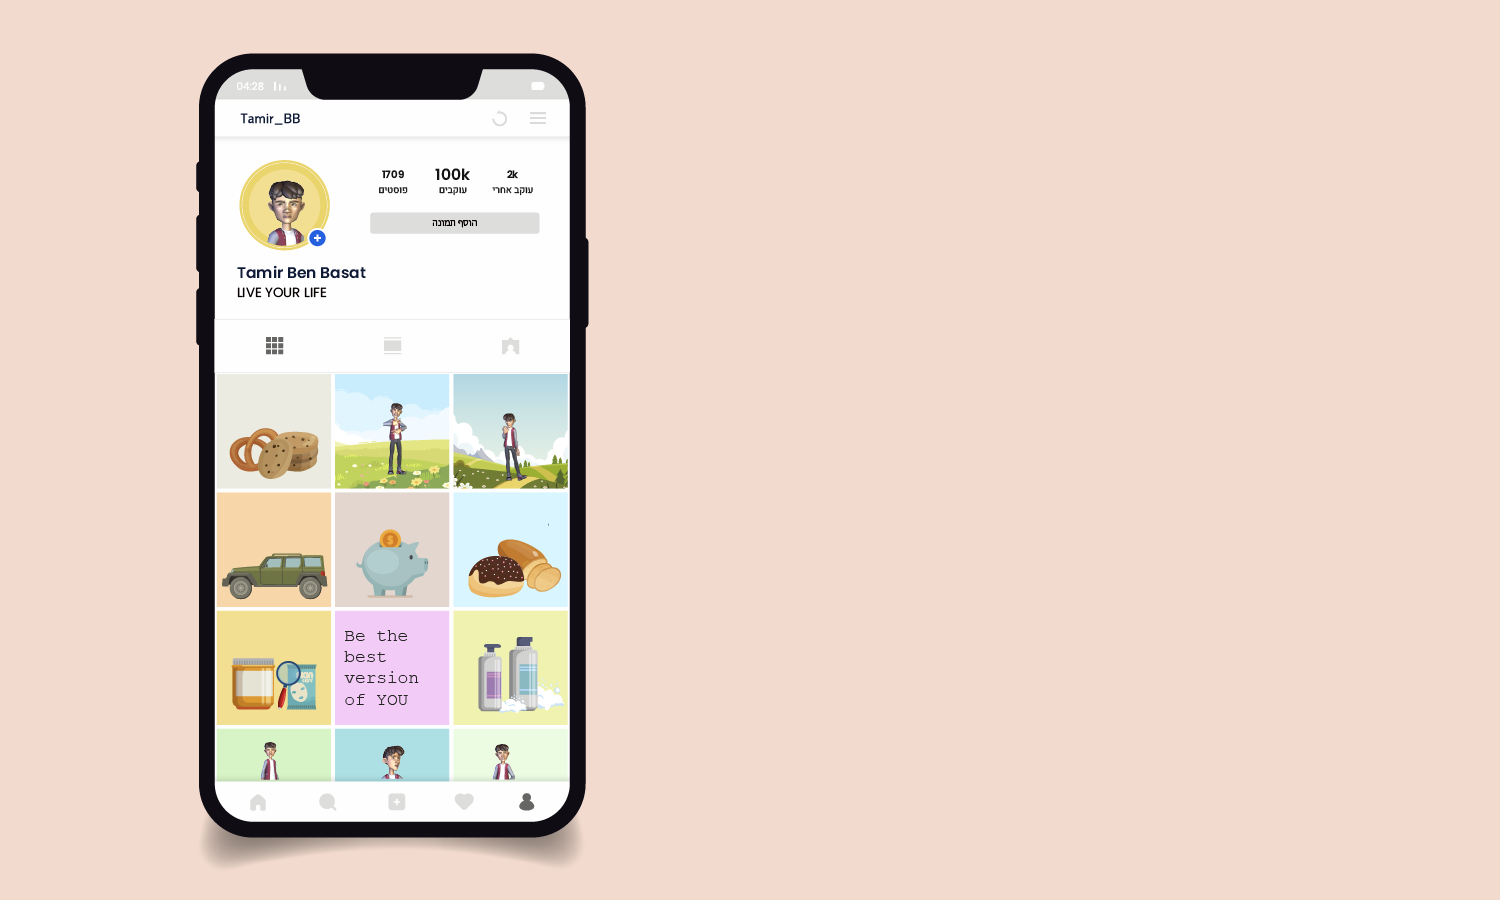 04:28
Tamir_BB
1709 100k 2k
פוסטים עוקבים עוקב אחרי
הוסף תמונה
Tamir Ben Basat
LIVE YOUR LIFE
Be the
best
version
of YOU